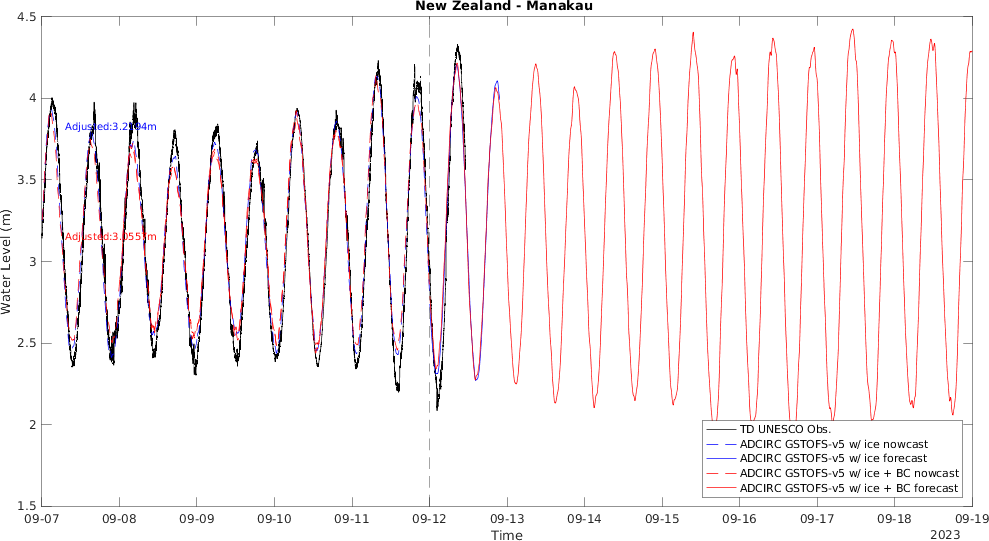 New Zealand - Manakau
Water Level (m)
4.5
4
3.5
3
2.5
2
1.5
09-07
09-08
09-09
09-10
09-11
09-12
09-13
09-14
09-15
09-16
09-17
09-18
09-19
Time
2023
TD UNESCO Obs.
ADCIRC GSTOFS-v5 w/ ice nowcast
ADCIRC GSTOFS-v5 w/ ice forecast
ADCIRC GSTOFS-v5 w/ ice + BC nowcast
ADCIRC GSTOFS-v5 w/ ice + BC forecast